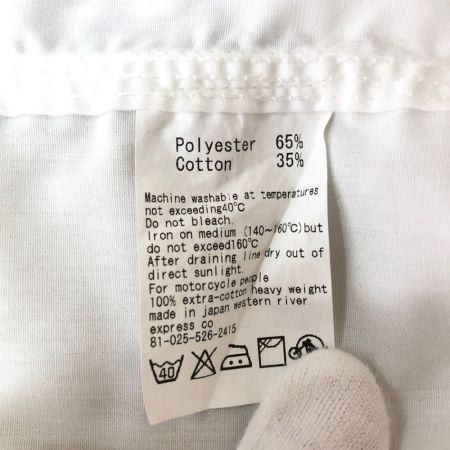 Polyester 65%
Cotton 35%
Machine washable at temperatures
not exceeding40℃
Do not bleach.
Iron on medium (140~160℃)but
do not exceed160℃
After draining line dry out of
direct sunlight.
For motorcycle people
100% extra-cotton heavy weight
made in japan western river
express co
81-025-526-2415
40